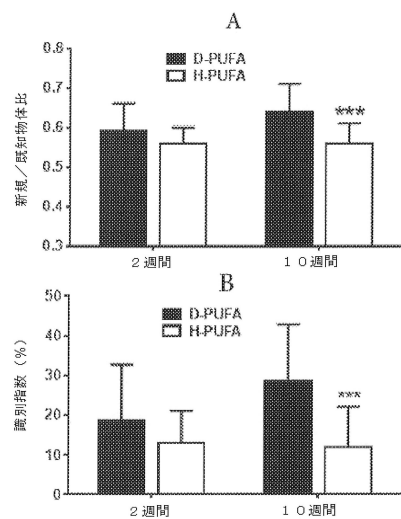 A
0.8
0.7
0.6
0.5
0.4
0.3
新規／既知物体比
D-PUFA
H-PUFA
***
2週間
10週間
B
50
40
30
20
10
0
識別指数（%）
D-PUFA
H-PUFA
***
2週間
10週間